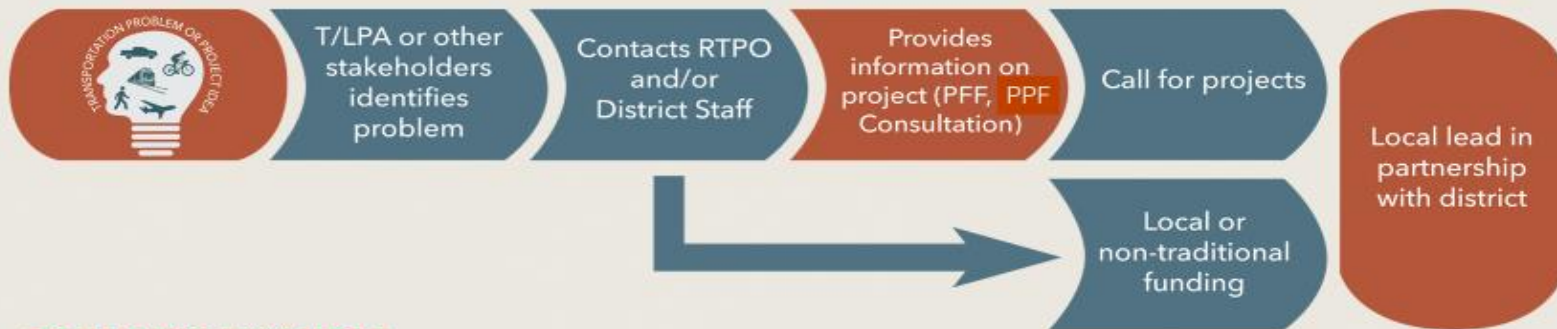 TRANSPORTATION PROBLEM OR PROJECT IDEA
T/LPA or other
stakeholders
identifies
problem
Contacts RTPO
and/or
District Staff
Provides
information on
project (PFF, PPF
Consultation)
Call for projects
Local or
non-traditional
funding
Local lead in
partnership
with district